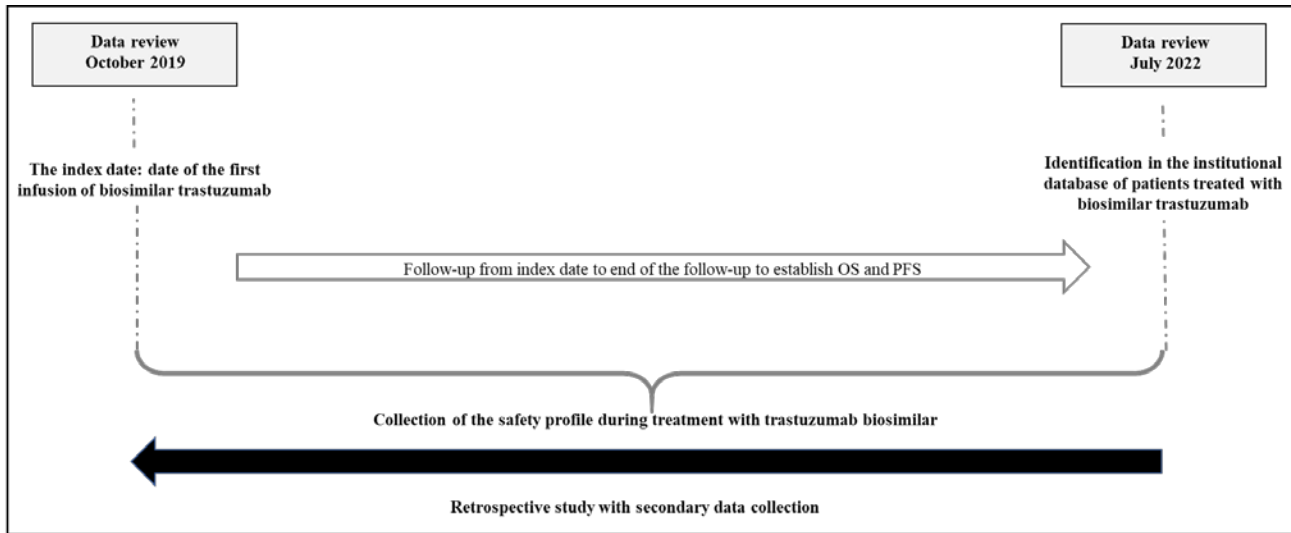 Data review
October 2019
Data review
July 2022
The index date: date of the first
infusion of biosimilar trastuzumab
Identification in the institutional
database of patients treated with
biosimilar trastuzumab
Follow-up from index date to end of the follow-up to establish OS and PFS
Collection of the safety profile during treatment with trastuzumab biosimilar
Retrospective study with secondary data collection